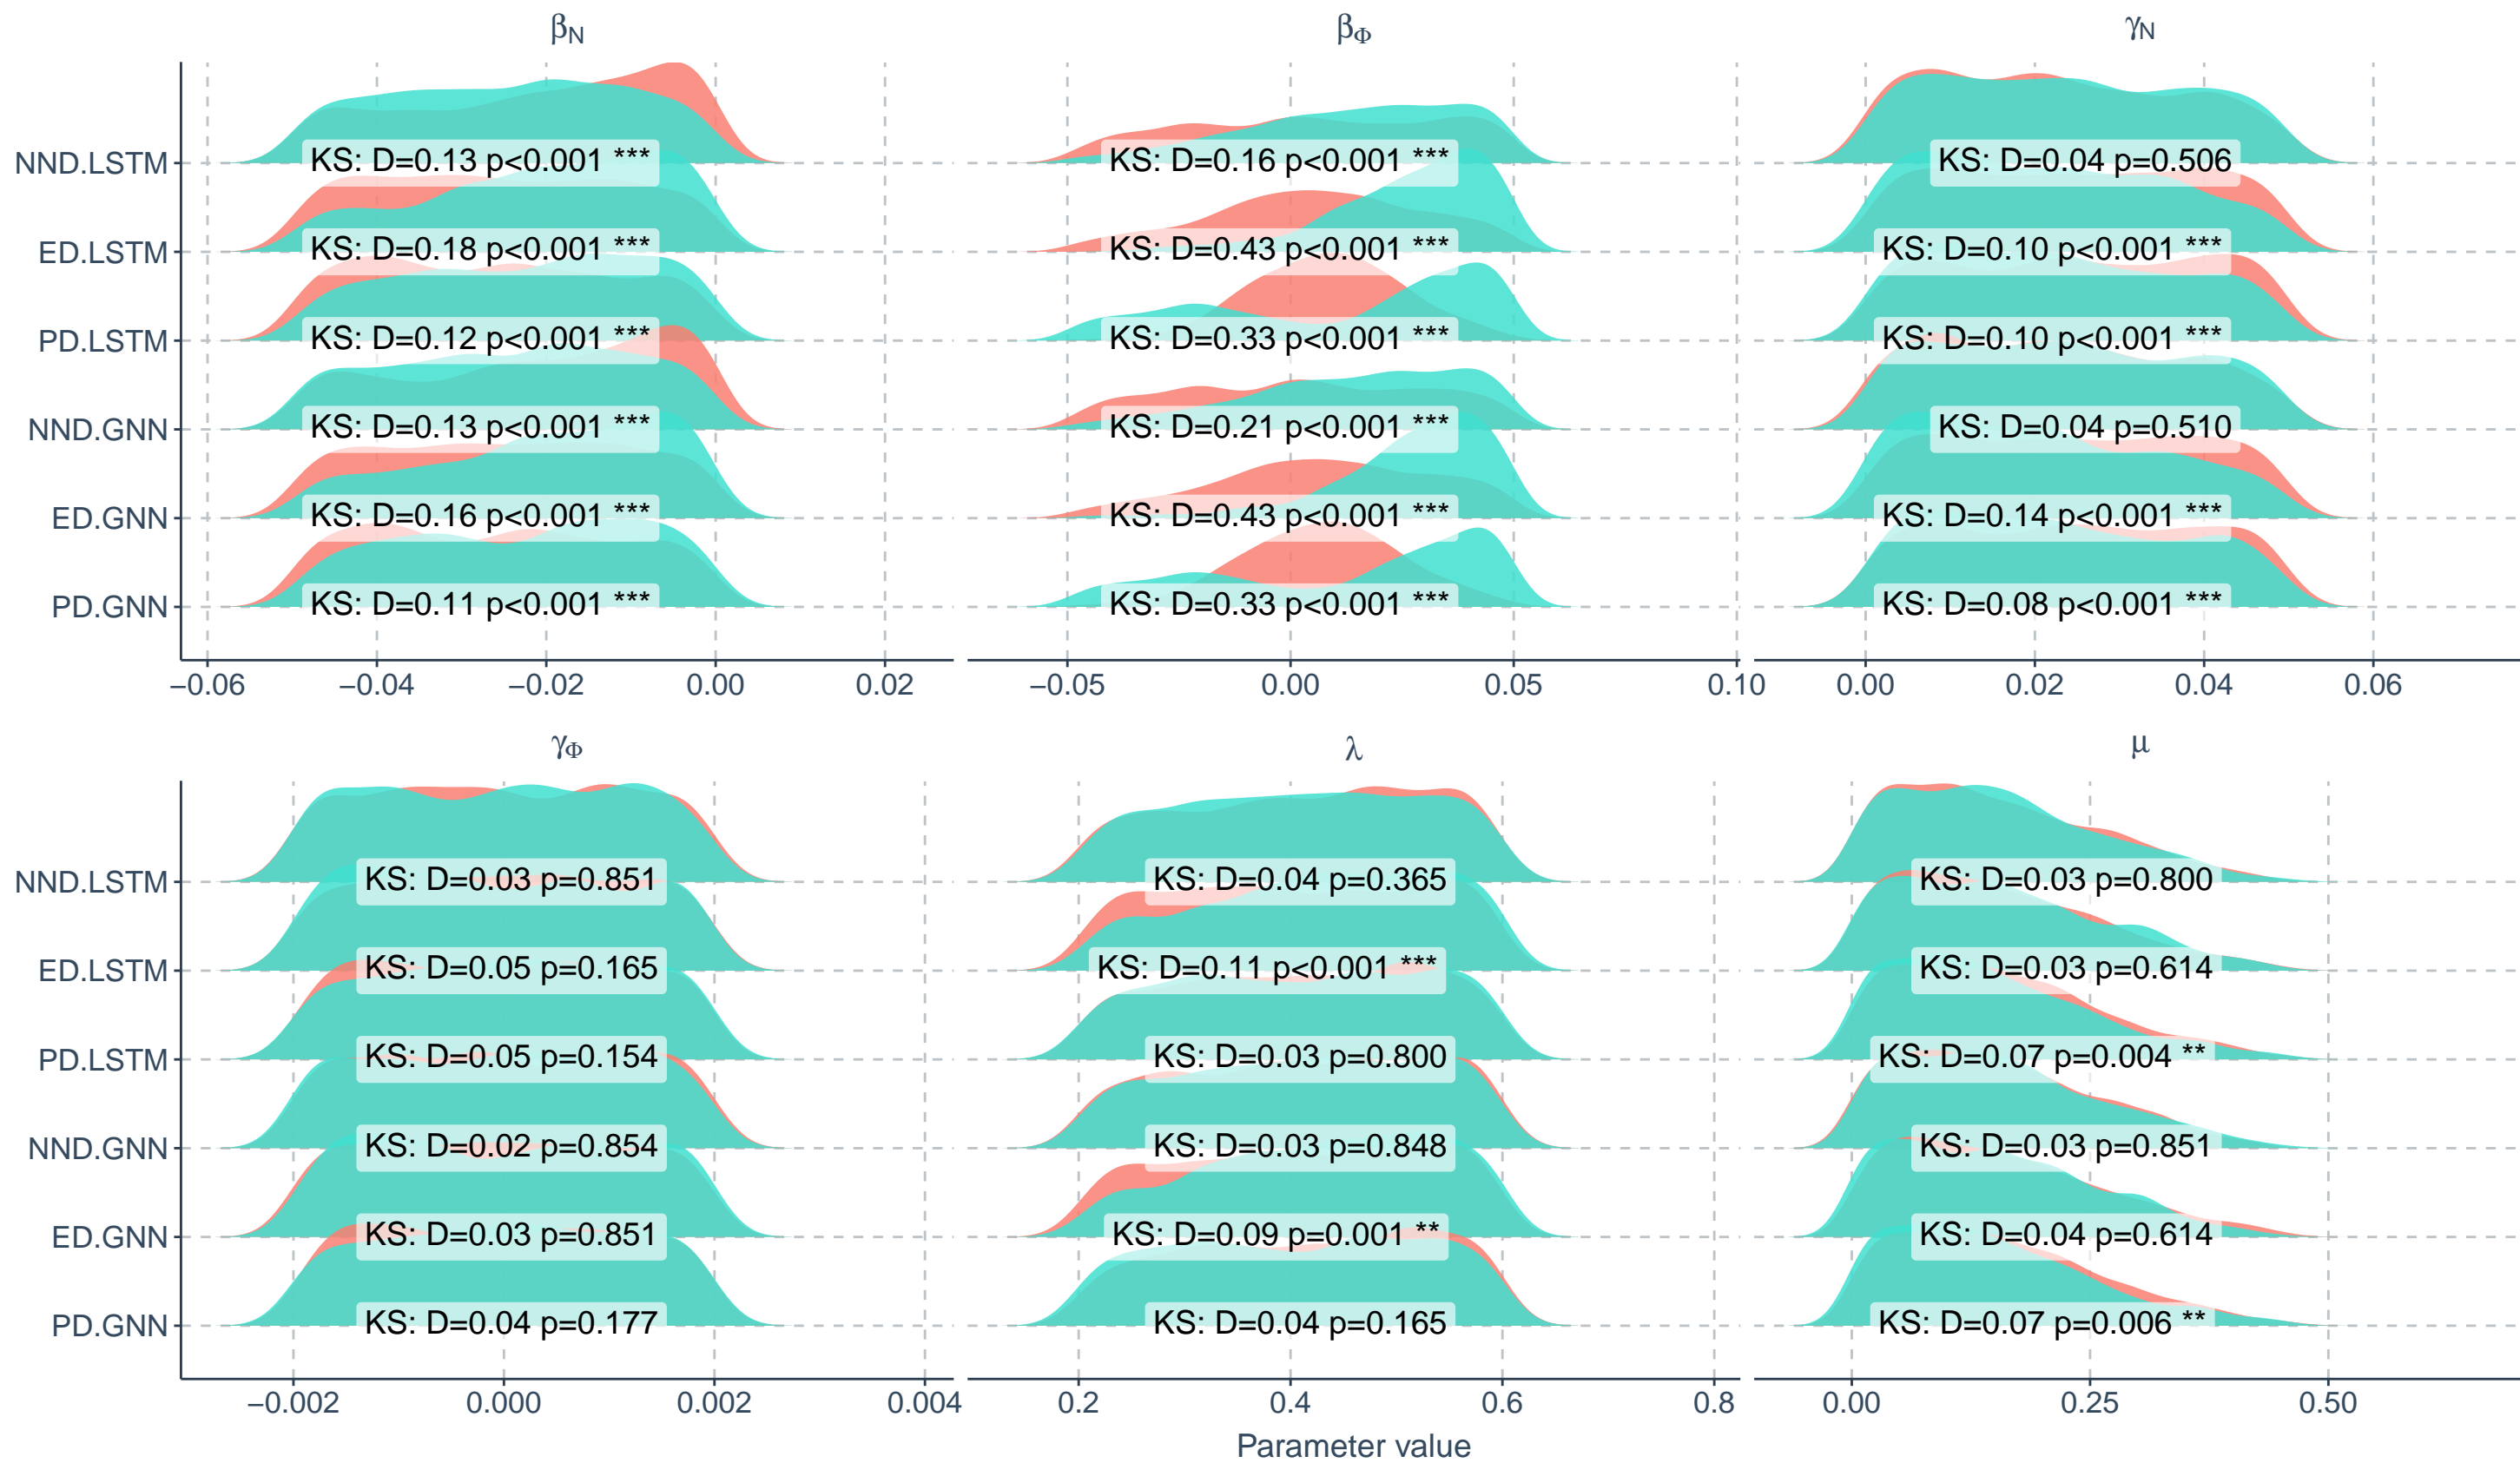 βN βΦ γN
NND.LSTM KS: D=0.13 p<0.001 *** KS: D=0.16 p<0.001 *** KS: D=0.04 p=0.506
ED.LSTM KS: D=0.18 p<0.001 *** KS: D=0.43 p<0.001 *** KS: D=0.10 p<0.001 ***
PD.LSTM KS: D=0.12 p<0.001 *** KS: D=0.33 p<0.001 *** KS: D=0.10 p<0.001 ***
NND.GNN KS: D=0.13 p<0.001 *** KS: D=0.21 p<0.001 *** KS: D=0.04 p=0.510
ED.GNN KS: D=0.16 p<0.001 *** KS: D=0.43 p<0.001 *** KS: D=0.14 p<0.001 ***
PD.GNN KS: D=0.11 p<0.001 *** KS: D=0.33 p<0.001 *** KS: D=0.08 p<0.001 ***
−0.06 −0.04 −0.02 0.00 0.02 −0.05 0.00 0.05 0.10 0.00 0.02 0.04 0.06
γΦ λ μ
NND.LSTM KS: D=0.03 p=0.851 KS: D=0.04 p=0.365 KS: D=0.03 p=0.800
ED.LSTM KS: D=0.05 p=0.165 KS: D=0.11 p<0.001 *** KS: D=0.03 p=0.614
PD.LSTM KS: D=0.05 p=0.154 KS: D=0.03 p=0.800 KS: D=0.07 p=0.004 **
NND.GNN KS: D=0.02 p=0.854 KS: D=0.03 p=0.848 KS: D=0.03 p=0.851
ED.GNN KS: D=0.03 p=0.851 KS: D=0.09 p=0.001 ** KS: D=0.04 p=0.614
PD.GNN KS: D=0.04 p=0.177 KS: D=0.04 p=0.165 KS: D=0.07 p=0.006 **
−0.002 0.000 0.002 0.004 0.2 0.4 0.6 0.8 0.00 0.25 0.50
Parameter value